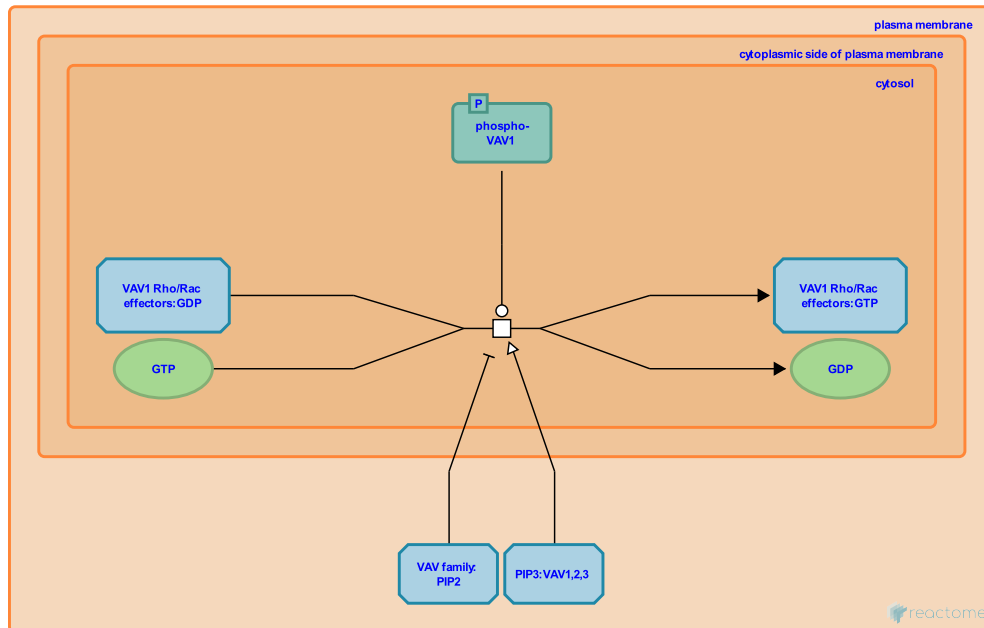 plasma membrane
cytoplasmic side of plasma membrane
cytosol
P
phospho-
VAV1
VAV1 Rho/Rac
effectors:GDP
VAV1 Rho/Rac
effectors:GTP
GTP
GDP
VAV family:
PIP2
PIP3:VAV1,2,3
reactome